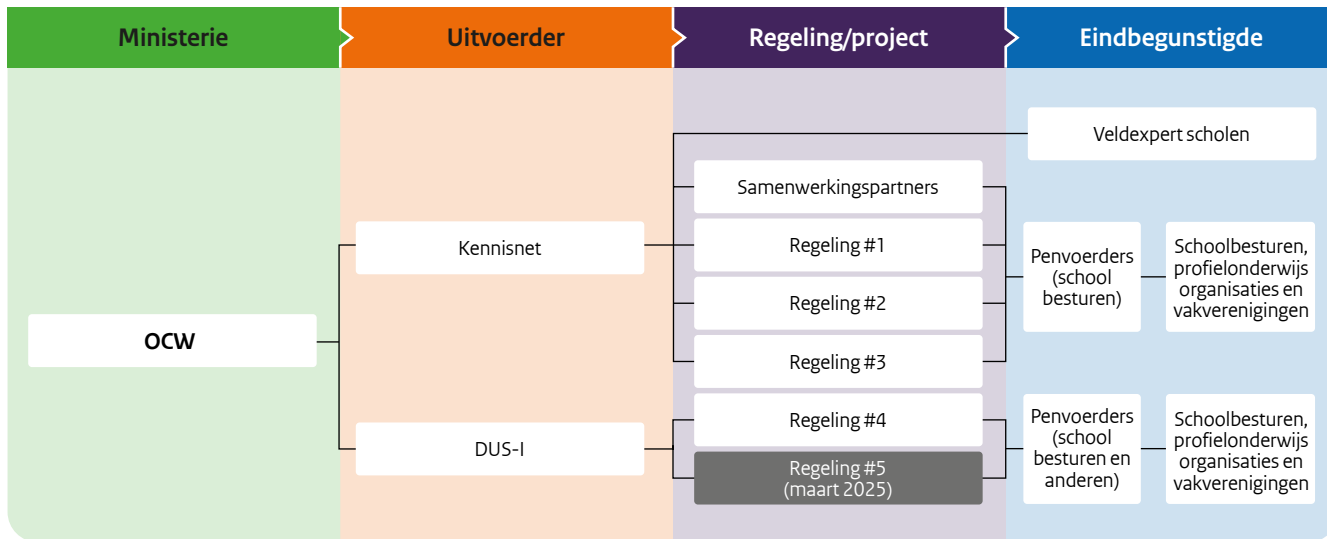 Ministerie
Uitvoerder
Regeling/project
Eindbegunstigde
Veldexpert scholen
Samenwerkingspartners
Kennisnet
Regeling #1
Regeling #2
Regeling #3
Penvoerders
(school
besturen)
Schoolbesturen,
profielonderwijs
organisaties en
vakverenigingen
OCW
DUS-I
Regeling #4
Regeling #5
(maart 2025)
Penvoerders
(school
besturen en
anderen)
Schoolbesturen,
profielonderwijs
organisaties en
vakverenigingen